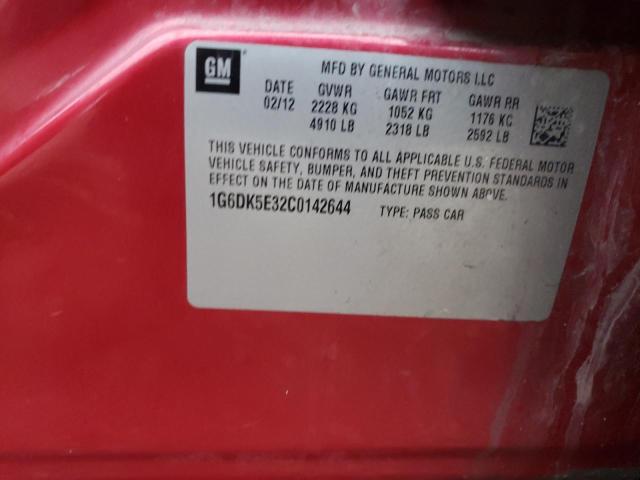 GM
MFD BY GENERAL MOTORS LLC
DATE GVWR GAWR FRT GAWR RR
02/12 2228 KG 1052 KG 1176 KG
4910 LB 2318 LB 2592 LB
THIS VEHICLE CONFORMS TO ALL APPLICABLE U.S. FEDERAL MOTOR
VEHICLE SAFETY, BUMPER, AND THEFT PREVENTION STANDARDS IN
EFFECT ON THE DATE OF MANUFACTURE SHOWN ABOVE.
1G6DK5E32C0142644 TYPE: PASS CAR